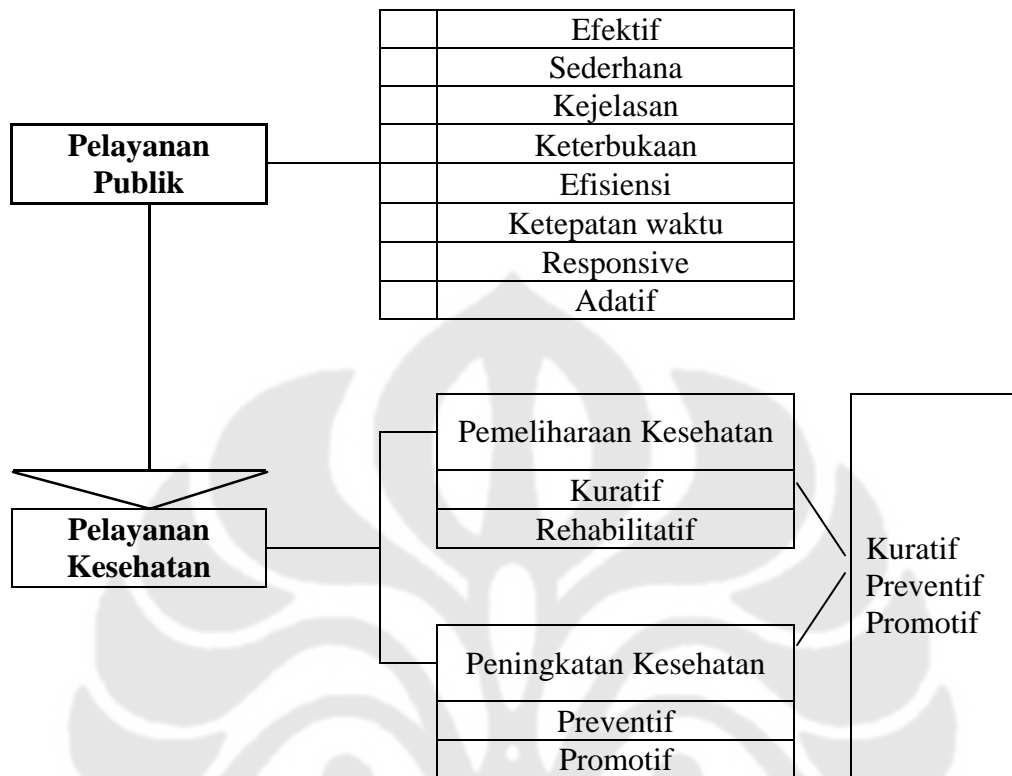 Efektif
Sederhana
Kejelasan
Pelayanan
Publik
Keterbukaan
Efisiensi
Ketepatan waktu
Responsive
Adatif
Pemeliharaan Kesehatan
Kuratif
Rehabilitatif
Pelayanan
Kesehatan
Kuratif
Preventif
Promotif
Peningkatan Kesehatan
Preventif
Promotif